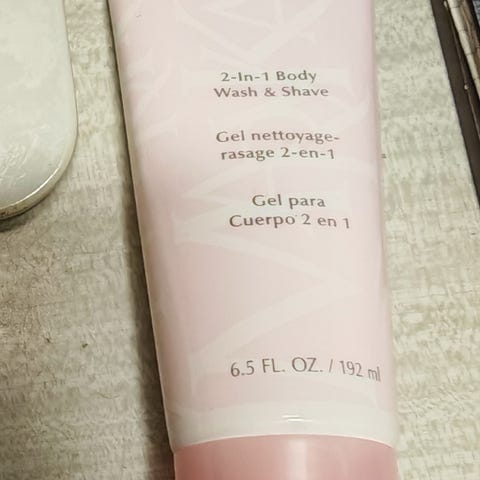 2-In-1 Body
Wash & Shave
Gel nettoyage-
rasage 2-en-1
Gel para
Cuerpo 2 en 1
6.5 FL. OZ. / 192 ml